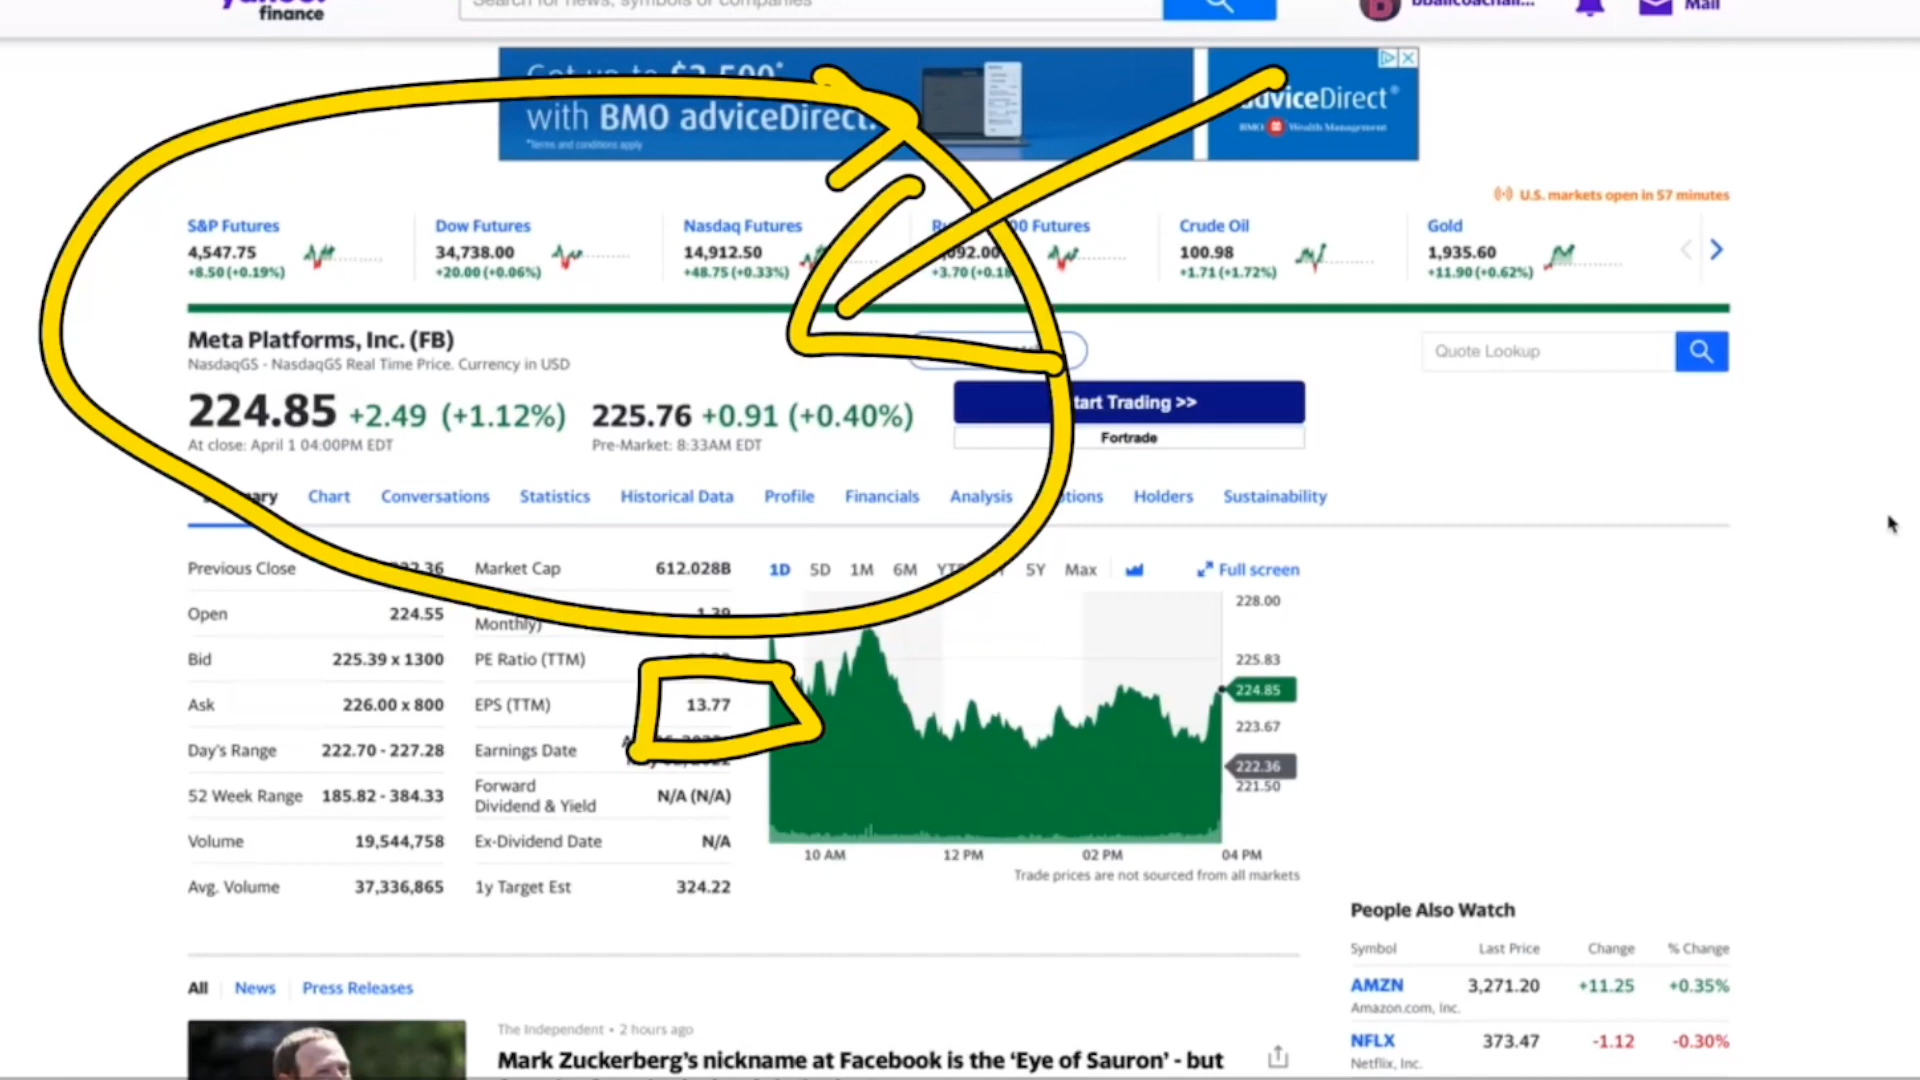 finance
Mail
with BMO adviceDirect.
*Terms and conditions apply
adviceDirect®
BMO Wealth Management
U.S. markets open in 57 minutes
S&P Futures
4,547.75
+8.50 (+0.19%)
Dow Futures
34,738.00
+20.00 (+0.06%)
Nasdaq Futures
14,912.50
+48.75 (+0.33%)
Futures
+3.70
Crude Oil
100.98
+1.71 (+1.72%)
Gold
1,935.60
+11.90 (+0.62%)
Meta Platforms, Inc. (FB)
NasdaqGS - NasdaqGS Real Time Price. Currency in USD
Quote Lookup
224.85 +2.49 (+1.12%)
At close: April 1 04:00PM EDT
225.76 +0.91 (+0.40%)
Pre-Market: 8:33AM EDT
Start Trading >>
Fortrade
Chart Conversations Statistics Historical Data Profile Financials Analysis Holders Sustainability
Previous Close
Open 224.55
Bid 225.39 x 1300
Ask 226.00 x 800
Day's Range 222.70 - 227.28
52 Week Range 185.82 - 384.33
Volume 19,544,758
Avg. Volume 37,336,865
Market Cap 612.028B
Monthly) 1.39
PE Ratio (TTM)
EPS (TTM) 13.77
Earnings Date
Forward
Dividend & Yield N/A (N/A)
Ex-Dividend Date N/A
1y Target Est 324.22
1D 5D 1M 6M 5Y Max Full screen
228.00
225.83
224.85
223.67
222.36
221.50
10 AM 12 PM 02 PM 04 PM
Trade prices are not sourced from all markets
People Also Watch
Symbol Last Price Change % Change
AMZN 3,271.20 +11.25 +0.35%
Amazon.com, Inc.
NFLX 373.47 -1.12 -0.30%
Netflix, Inc.
All News Press Releases
The Independent • 2 hours ago
Mark Zuckerberg's nickname at Facebook is the 'Eye of Sauron' - but